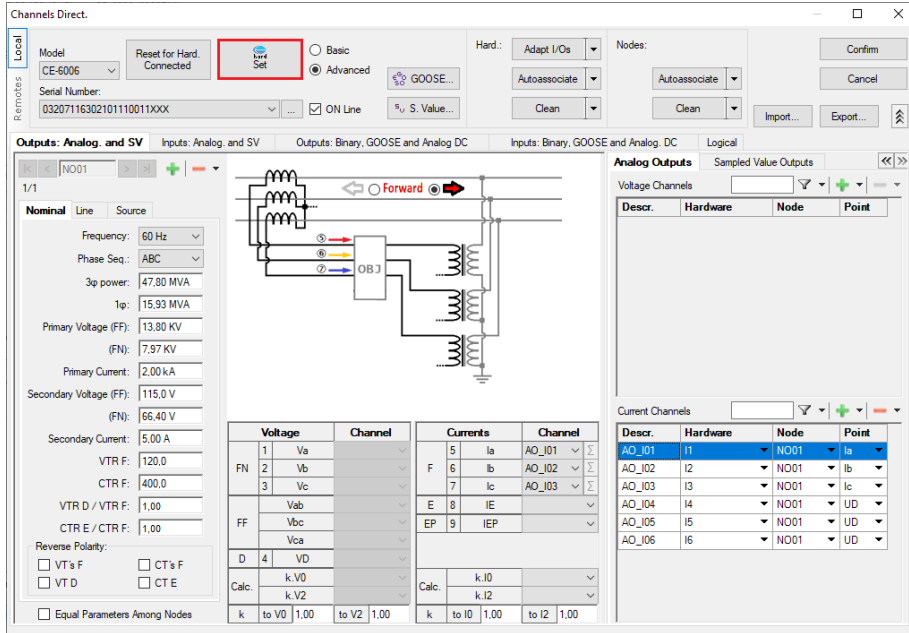 Channels Direct.
Local
Remotes
Model
CE-6006
Reset for Hard.
Connected
hard
Set
Basic
Advanced
GOOSE...
Serial Number:
03207116302101110011XXX
...
ON Line
S. Value...
Hard.:
Adapt I/Os
Autoassociate
Clean
Nodes:
Autoassociate
Clean
Confirm
Cancel
Import...
Export...
Outputs: Analog. and SV
Inputs: Analog. and SV
Outputs: Binary, GOOSE and Analog DC
Inputs: Binary, GOOSE and Analog. DC
Logical
NO01
1/1
Nominal Line Source
Frequency: 60 Hz
Phase Seq.: ABC
3φ power: 47,80 MVA
1φ: 15,93 MVA
Primary Voltage (FF): 13,80 KV
(FN): 7,97 KV
Primary Current: 2,00 kA
Secondary Voltage (FF): 115,0 V
(FN): 66,40 V
Secondary Current: 5,00 A
VTR F: 120,0
CTR F: 400,0
VTR D / VTR F: 1,00
CTR E / CTR F: 1,00
Reverse Polarity:
VT's F CT's F
VT D CT E
Equal Parameters Among Nodes
Forward
5
6
7
OBJ
Voltage Channel
FN 1 Va
2 Vb
3 Vc
FF Vab
Vbc
Vca
D 4 VD
Calc. k.V0
k.V2
k to V0 1,00 to V2 1,00
Currents Channel
F 5 Ia AO_I01 Σ
6 Ib AO_I02 Σ
7 Ic AO_I03 Σ
E 8 IE
EP 9 IEP
Calc. k.I0
k.I2
k to I0 1,00 to I2 1,00
Analog Outputs Sampled Value Outputs
Voltage Channels
Descr. Hardware Node Point
Current Channels
Descr. Hardware Node Point
AO_I01 I1 NO01 Ia
AO_I02 I2 NO01 Ib
AO_I03 I3 NO01 Ic
AO_I04 I4 NO01 UD
AO_I05 I5 NO01 UD
AO_I06 I6 NO01 UD